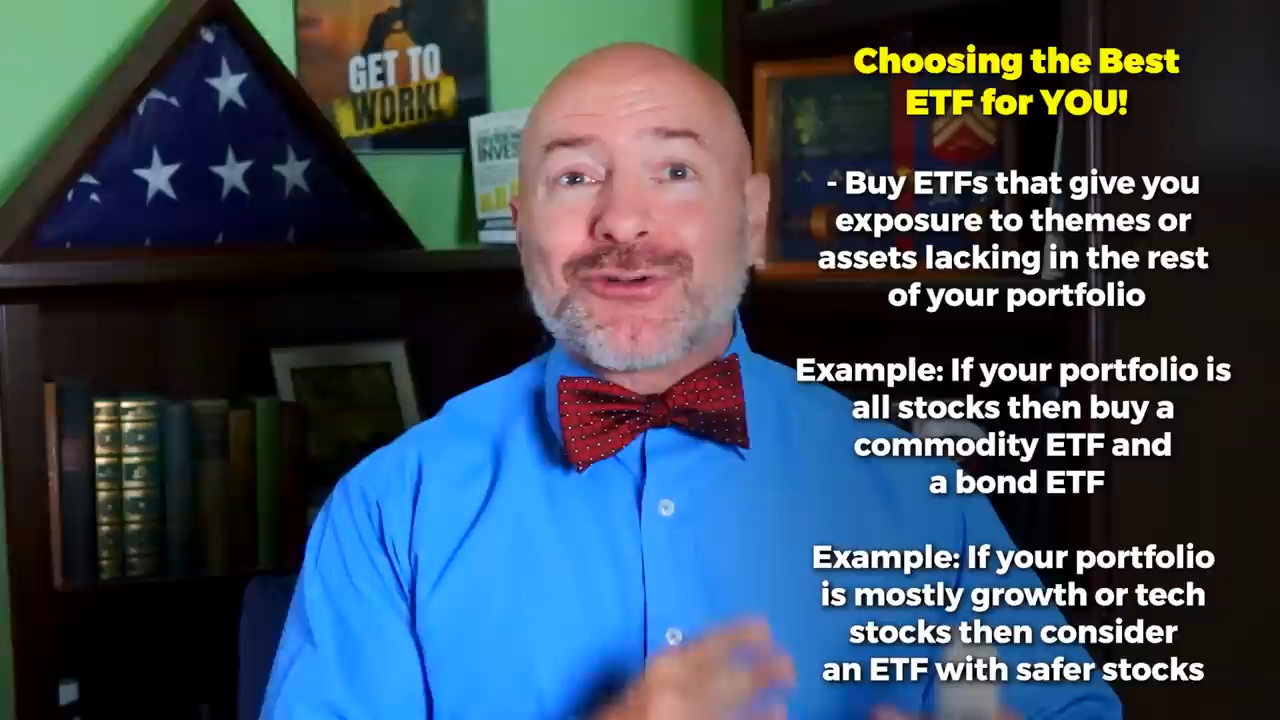 GET TO
WORK!
INVES
Choosing the Best
ETF for YOU!
- Buy ETFs that give you
exposure to themes or
assets lacking in the rest
of your portfolio
Example: If your portfolio is
all stocks then buy a
commodity ETF and
a bond ETF
Example: If your portfolio
is mostly growth or tech
stocks then consider
an ETF with safer stocks